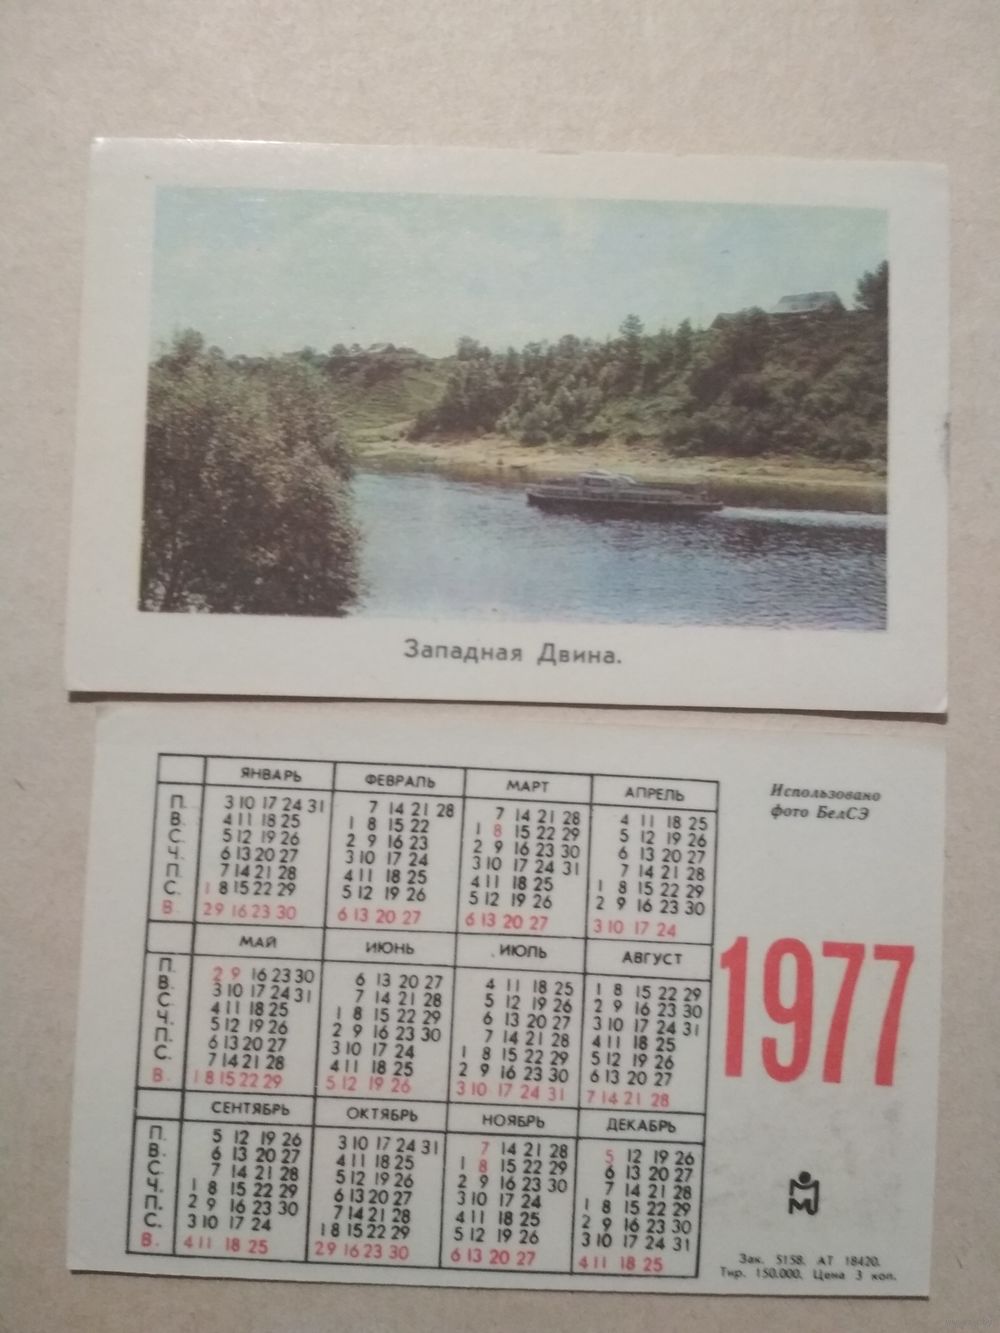 Западная Двина.
ЯНВАРЬ ФЕВРАЛЬ МАРТ АПРЕЛЬ
П. 3 10 17 24 31 7 14 21 28 7 14 21 28 4 11 18 25
В. 4 11 18 25 1 8 15 22 1 8 15 22 29 5 12 19 26
С. 5 12 19 26 2 9 16 23 2 9 16 23 30 6 13 20 27
Ч. 6 13 20 27 3 10 17 24 3 10 17 24 31 7 14 21 28
П. 7 14 21 28 4 11 18 25 4 11 18 25 1 8 15 22 29
С. 1 8 15 22 29 5 12 19 26 5 12 19 26 2 9 16 23 30
В. 2 9 16 23 30 6 13 20 27 6 13 20 27 3 10 17 24
МАЙ ИЮНЬ ИЮЛЬ АВГУСТ
П. 2 9 16 23 30 6 13 20 27 4 11 18 25 1 8 15 22 29
В. 3 10 17 24 31 7 14 21 28 5 12 19 26 2 9 16 23 30
С. 4 11 18 25 1 8 15 22 29 6 13 20 27 3 10 17 24 31
Ч. 5 12 19 26 2 9 16 23 30 7 14 21 28 4 11 18 25
П. 6 13 20 27 3 10 17 24 1 8 15 22 29 5 12 19 26
С. 7 14 21 28 4 11 18 25 2 9 16 23 30 6 13 20 27
В. 1 8 15 22 29 5 12 19 26 3 10 17 24 31 7 14 21 28
СЕНТЯБРЬ ОКТЯБРЬ НОЯБРЬ ДЕКАБРЬ
П. 5 12 19 26 3 10 17 24 31 7 14 21 28 5 12 19 26
В. 6 13 20 27 4 11 18 25 1 8 15 22 29 6 13 20 27
С. 7 14 21 28 5 12 19 26 2 9 16 23 30 7 14 21 28
Ч. 1 8 15 22 29 6 13 20 27 3 10 17 24 1 8 15 22 29
П. 2 9 16 23 30 7 14 21 28 4 11 18 25 2 9 16 23 30
С. 3 10 17 24 1 8 15 22 29 5 12 19 26 3 10 17 24 31
В. 4 11 18 25 2 9 16 23 30 6 13 20 27 4 11 18 25
Использовано
фото БелСЭ
1977
Зак. 5158. АТ 18420.
Тир. 150.000. Цена 3 коп.